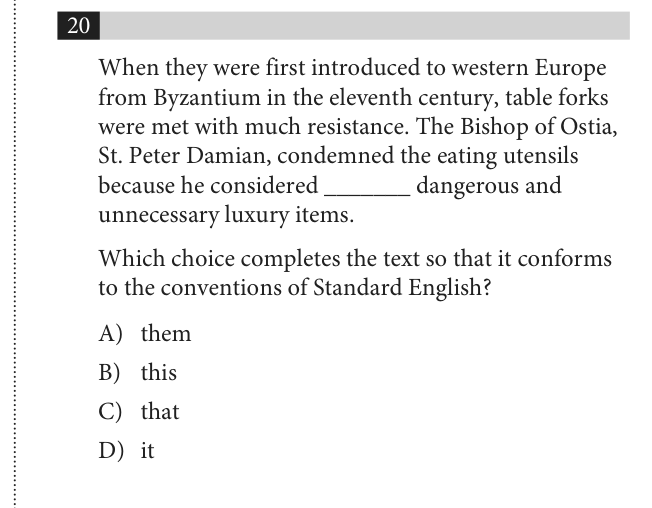 20
When they were first introduced to western Europe
from Byzantium in the eleventh century, table forks
were met with much resistance. The Bishop of Ostia,
St. Peter Damian, condemned the eating utensils
because he considered _______ dangerous and
unnecessary luxury items.
Which choice completes the text so that it conforms
to the conventions of Standard English?
A) them
B) this
C) that
D) it